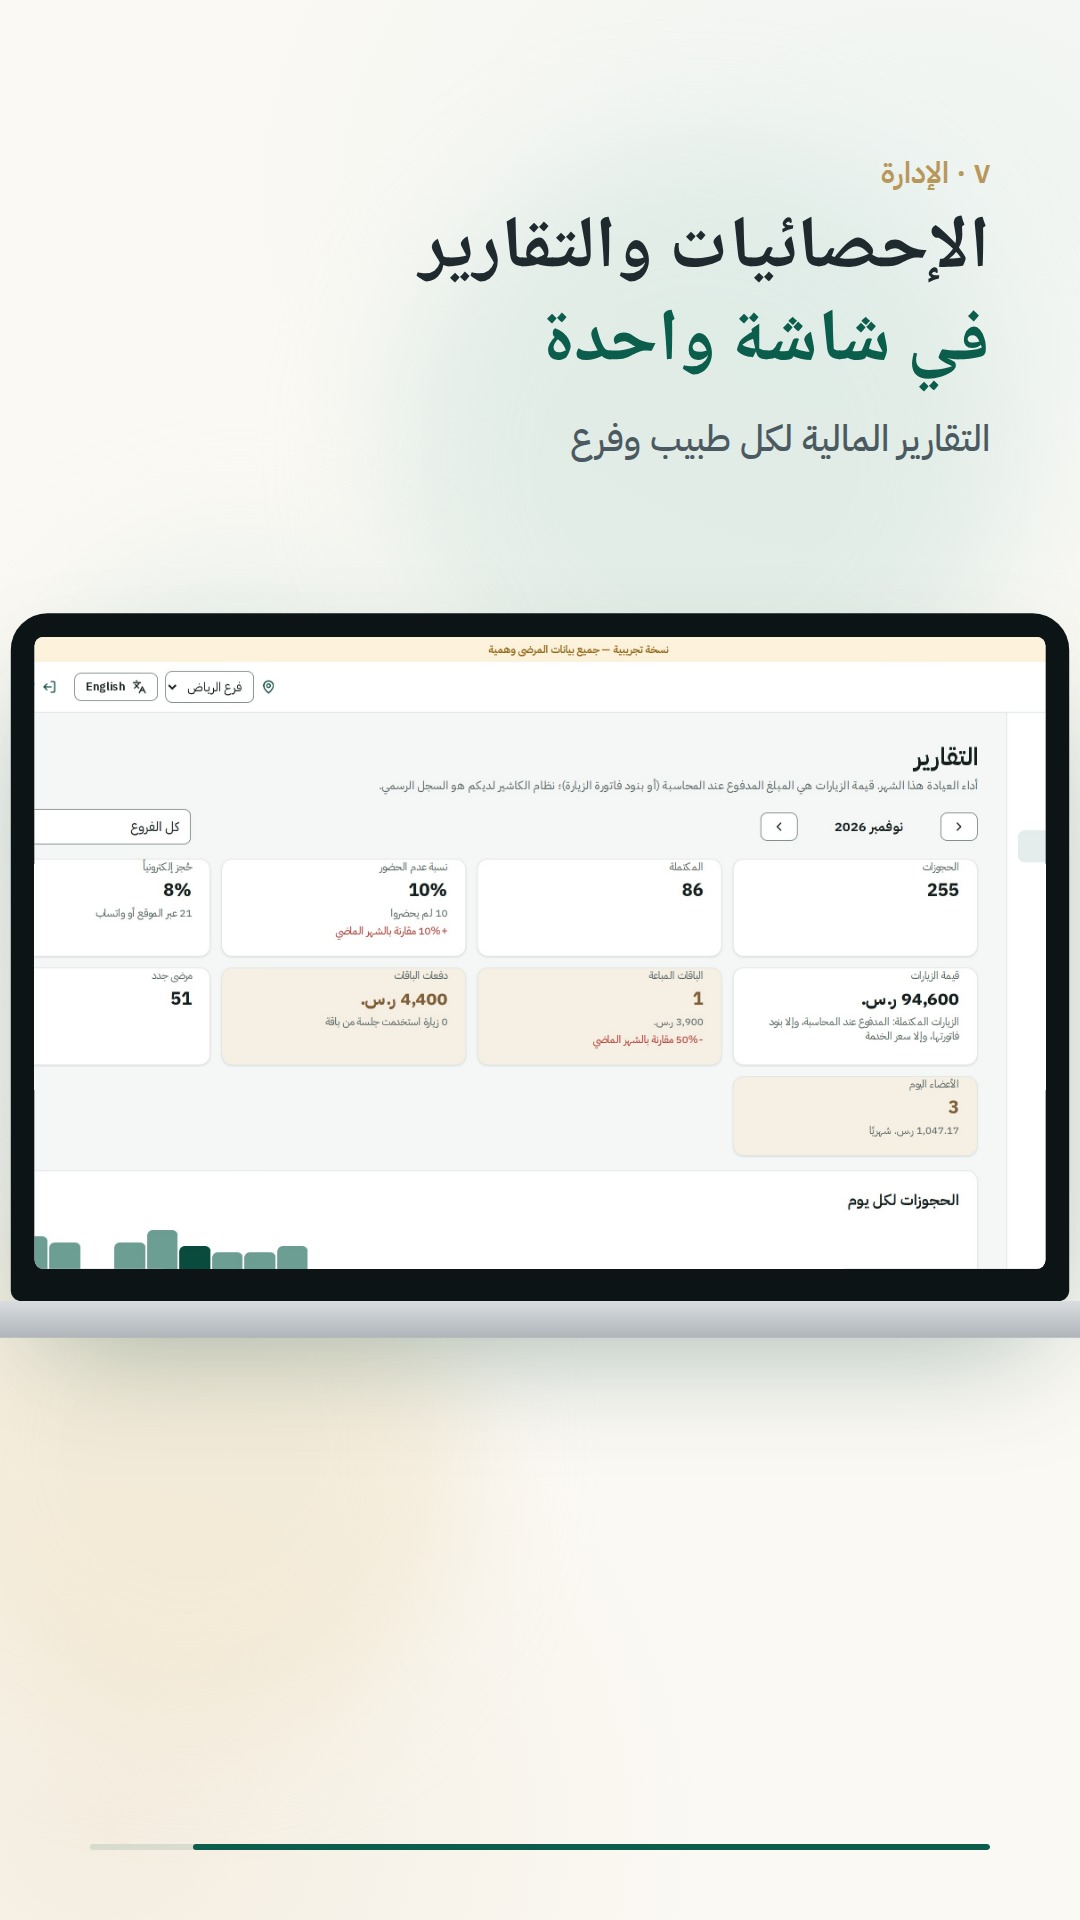 ٧ · الإدارة
الإحصائيات والتقارير
في شاشة واحدة
التقارير المالية لكل طبيب وفرع
نسخة تجريبية — جميع بيانات المرضى وهمية
فرع الرياض
English
التقارير
أداء العيادة هذا الشهر. قيمة الزيارات هي المبلغ المدفوع عند المحاسبة (أو بنود فاتورة الزيارة)؛ نظام الكاشير لديكم هو السجل الرسمي.
نوفمبر 2026
كل الفروع
الحجوزات
255
المكتملة
86
نسبة عدم الحضور
10%
10 لم يحضروا
+10% مقارنة بالشهر الماضي
حُجز إلكترونياً
8%
21 عبر الموقع أو واتساب
قيمة الزيارات
94,600 ر.س.
الزيارات المكتملة: المدفوع عند المحاسبة، وإلا بنود
فاتورتها، وإلا سعر الخدمة
الباقات المباعة
1
3,900 ر.س.
-50% مقارنة بالشهر الماضي
دفعات الباقات
4,400 ر.س.
0 زيارة استخدمت جلسة من باقة
مرضى جدد
51
الأعضاء اليوم
3
1,047.17 ر.س. شهريًا
الحجوزات لكل يوم